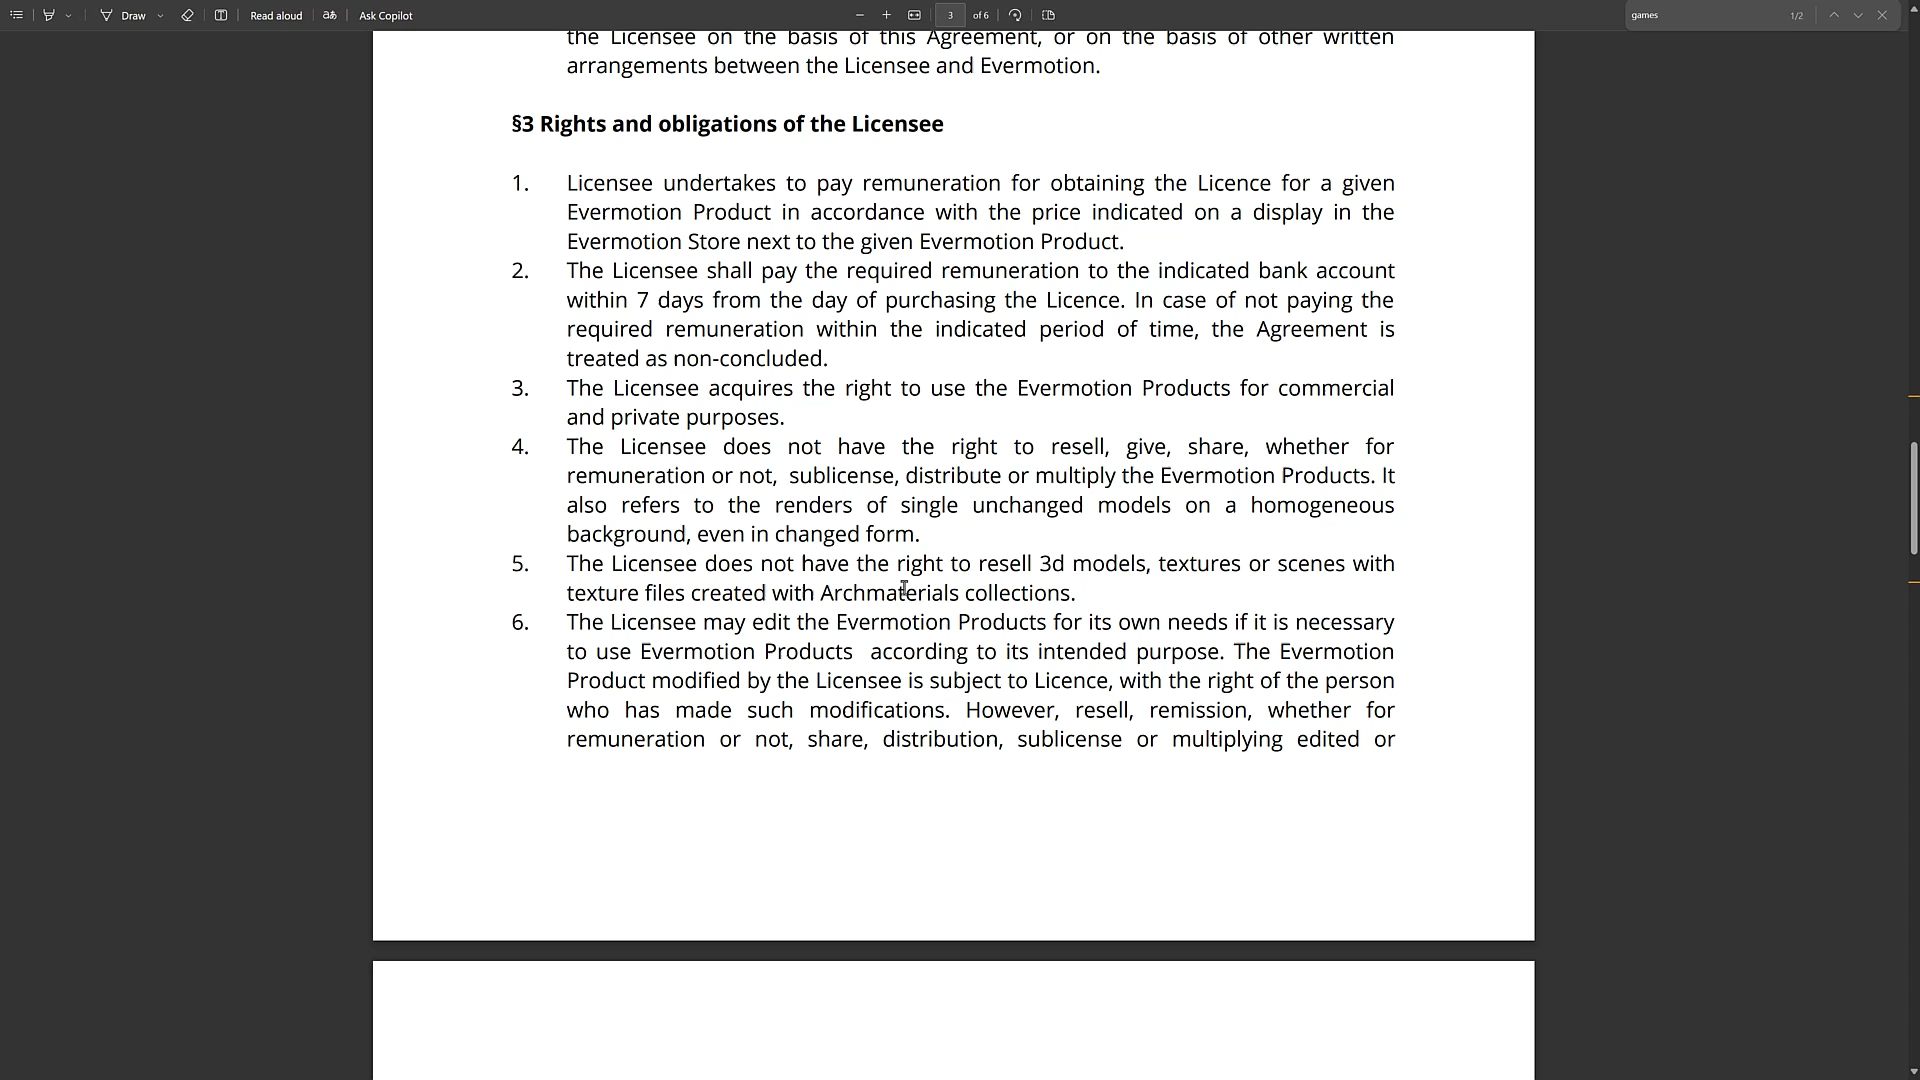 Draw
Read aloud
aあ
Ask Copilot
3 of 6
games 1/2
the Licensee on the basis of this Agreement, or on the basis of other written
arrangements between the Licensee and Evermotion.
§3 Rights and obligations of the Licensee
1. Licensee undertakes to pay remuneration for obtaining the Licence for a given
Evermotion Product in accordance with the price indicated on a display in the
Evermotion Store next to the given Evermotion Product.
2. The Licensee shall pay the required remuneration to the indicated bank account
within 7 days from the day of purchasing the Licence. In case of not paying the
required remuneration within the indicated period of time, the Agreement is
treated as non-concluded.
3. The Licensee acquires the right to use the Evermotion Products for commercial
and private purposes.
4. The Licensee does not have the right to resell, give, share, whether for
remuneration or not, sublicense, distribute or multiply the Evermotion Products. It
also refers to the renders of single unchanged models on a homogeneous
background, even in changed form.
5. The Licensee does not have the right to resell 3d models, textures or scenes with
texture files created with Archmaterials collections.
6. The Licensee may edit the Evermotion Products for its own needs if it is necessary
to use Evermotion Products according to its intended purpose. The Evermotion
Product modified by the Licensee is subject to Licence, with the right of the person
who has made such modifications. However, resell, remission, whether for
remuneration or not, share, distribution, sublicense or multiplying edited or